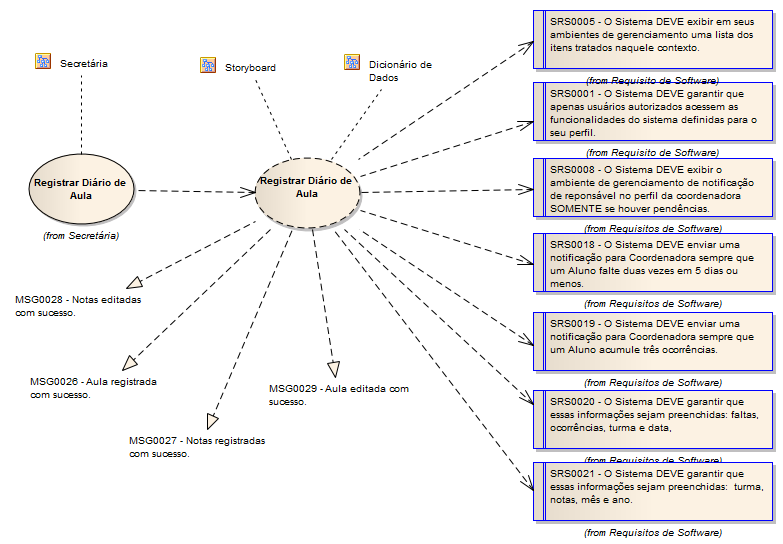 Secretária
Storyboard
Dicionário de
Dados
Registrar Diário de
Aula
(from Secretária)
Registrar Diário de
Aula
MSG0028 - Notas editadas
com sucesso.
MSG0026 - Aula registrada
com sucesso.
MSG0027 - Notas registradas
com sucesso.
MSG0029 - Aula editada com
sucesso.
SRS0005 - O Sistema DEVE exibir em seus
ambientes de gerenciamento uma lista dos
itens tratados naquele contexto.
(from Requisito de Software)
SRS0001 - O Sistema DEVE garantir que
apenas usuários autorizados acessem as
funcionalidades do sistema definidas para o
seu perfil.
(from Requisito de Software)
SRS0008 - O Sistema DEVE exibir o
ambiente de gerenciamento de notificação
de reponsável no perfil da coordenadora
SOMENTE se houver pendências.
(from Requisitos de Software)
SRS0018 - O Sistema DEVE enviar uma
notificação para Coordenadora sempre que
um Aluno falte duas vezes em 5 dias ou
menos.
(from Requisitos de Software)
SRS0019 - O Sistema DEVE enviar uma
notificação para Coordenadora sempre que
um Aluno acumule três ocorrências.
(from Requisitos de Software)
SRS0020 - O Sistema DEVE garantir que
essas informações sejam preenchidas: faltas,
ocorrências, turma e data,
(from Requisitos de Software)
SRS0021 - O Sistema DEVE garantir que
essas informações sejam preenchidas:  turma,
notas, mês e ano.
(from Requisitos de Software)